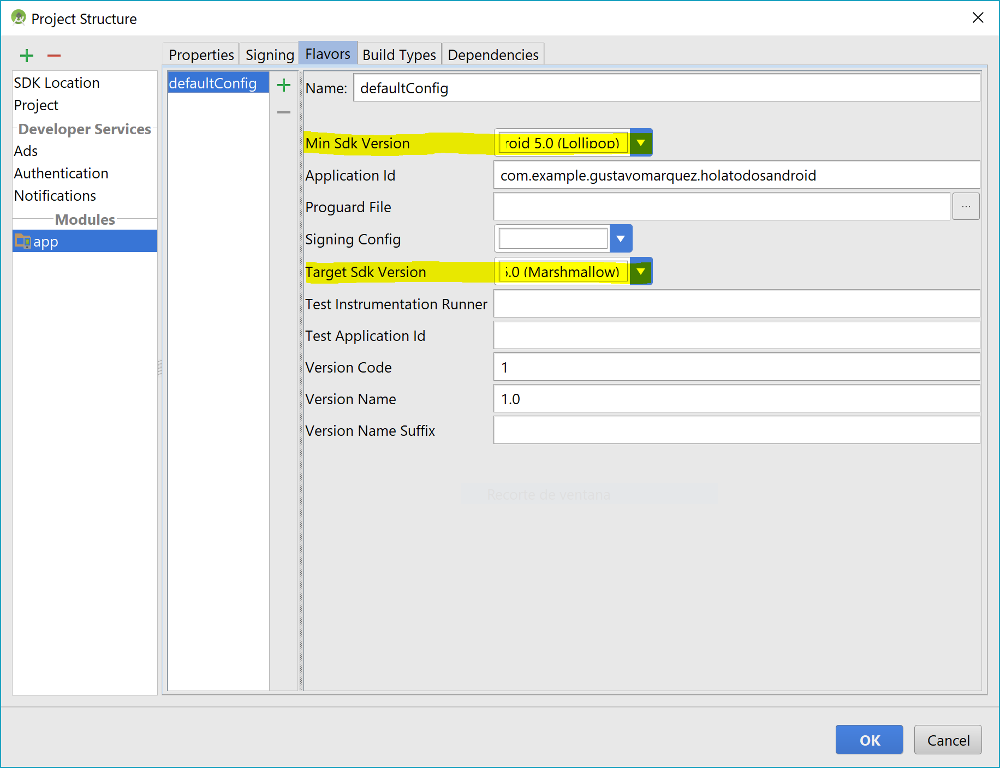 Project Structure
Properties
Signing
Flavors
Build Types
Dependencies
SDK Location
Project
Developer Services
Ads
Authentication
Notifications
Modules
app
defaultConfig
Name: defaultConfig
Min Sdk Version roid 5.0 (Lollipop)
Application Id com.example.gustavomarquez.holatodosandroid
Proguard File ...
Signing Config
Target Sdk Version 6.0 (Marshmallow)
Test Instrumentation Runner
Test Application Id
Version Code 1
Version Name 1.0
Version Name Suffix
Recorte de ventana
OK
Cancel